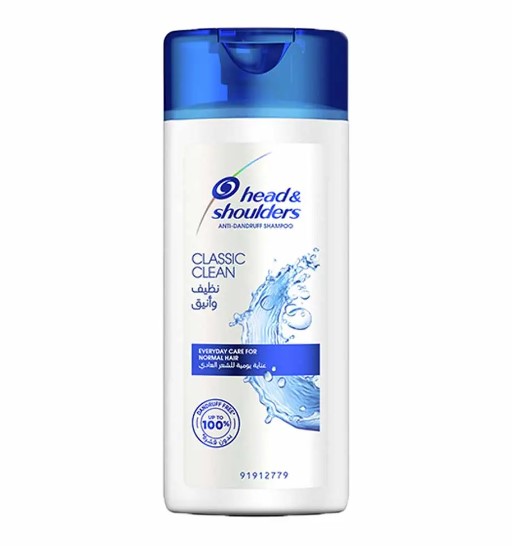 head&
shoulders
ANTI-DANDRUFF SHAMPOO
CLASSIC
CLEAN
نظيف
وأنيق
EVERYDAY CARE FOR
NORMAL HAIR
عناية يومية للشعر العادي
DANDRUFF FREE*
UP TO
100%
بدون قشرة*
91912779